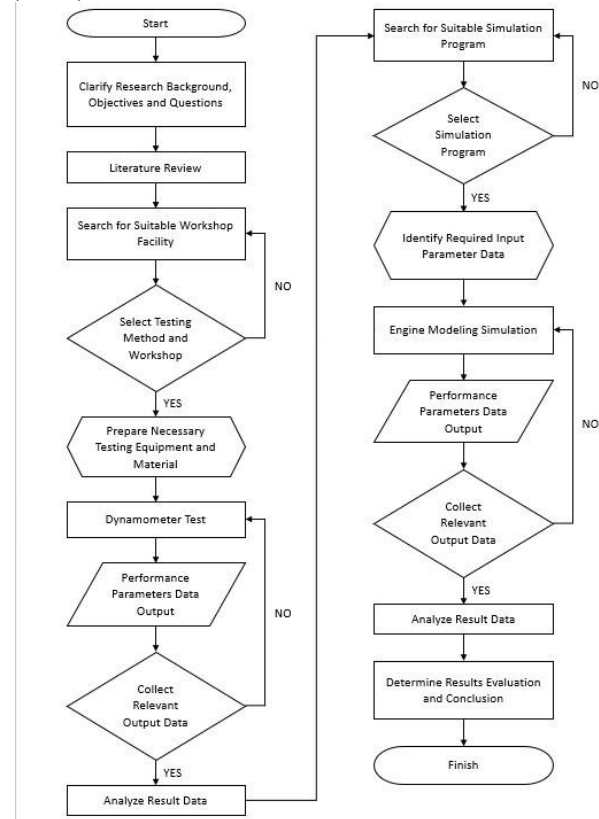 Start
Clarify Research Background,
Objectives and Questions
Literature Review
Search for Suitable Workshop
Facility
NO
Select Testing
Method and
Workshop
YES
Prepare Necessary
Testing Equipment and
Material
Dynamometer Test
Performance
Parameters Data
Output
NO
Collect
Relevant
Output Data
YES
Analyze Result Data
Search for Suitable Simulation
Program
NO
Select
Simulation
Program
YES
Identify Required Input
Parameter Data
Engine Modeling Simulation
Performance
Parameters Data
Output
NO
Collect
Relevant
Output Data
YES
Analyze Result Data
Determine Results Evaluation
and Conclusion
Finish